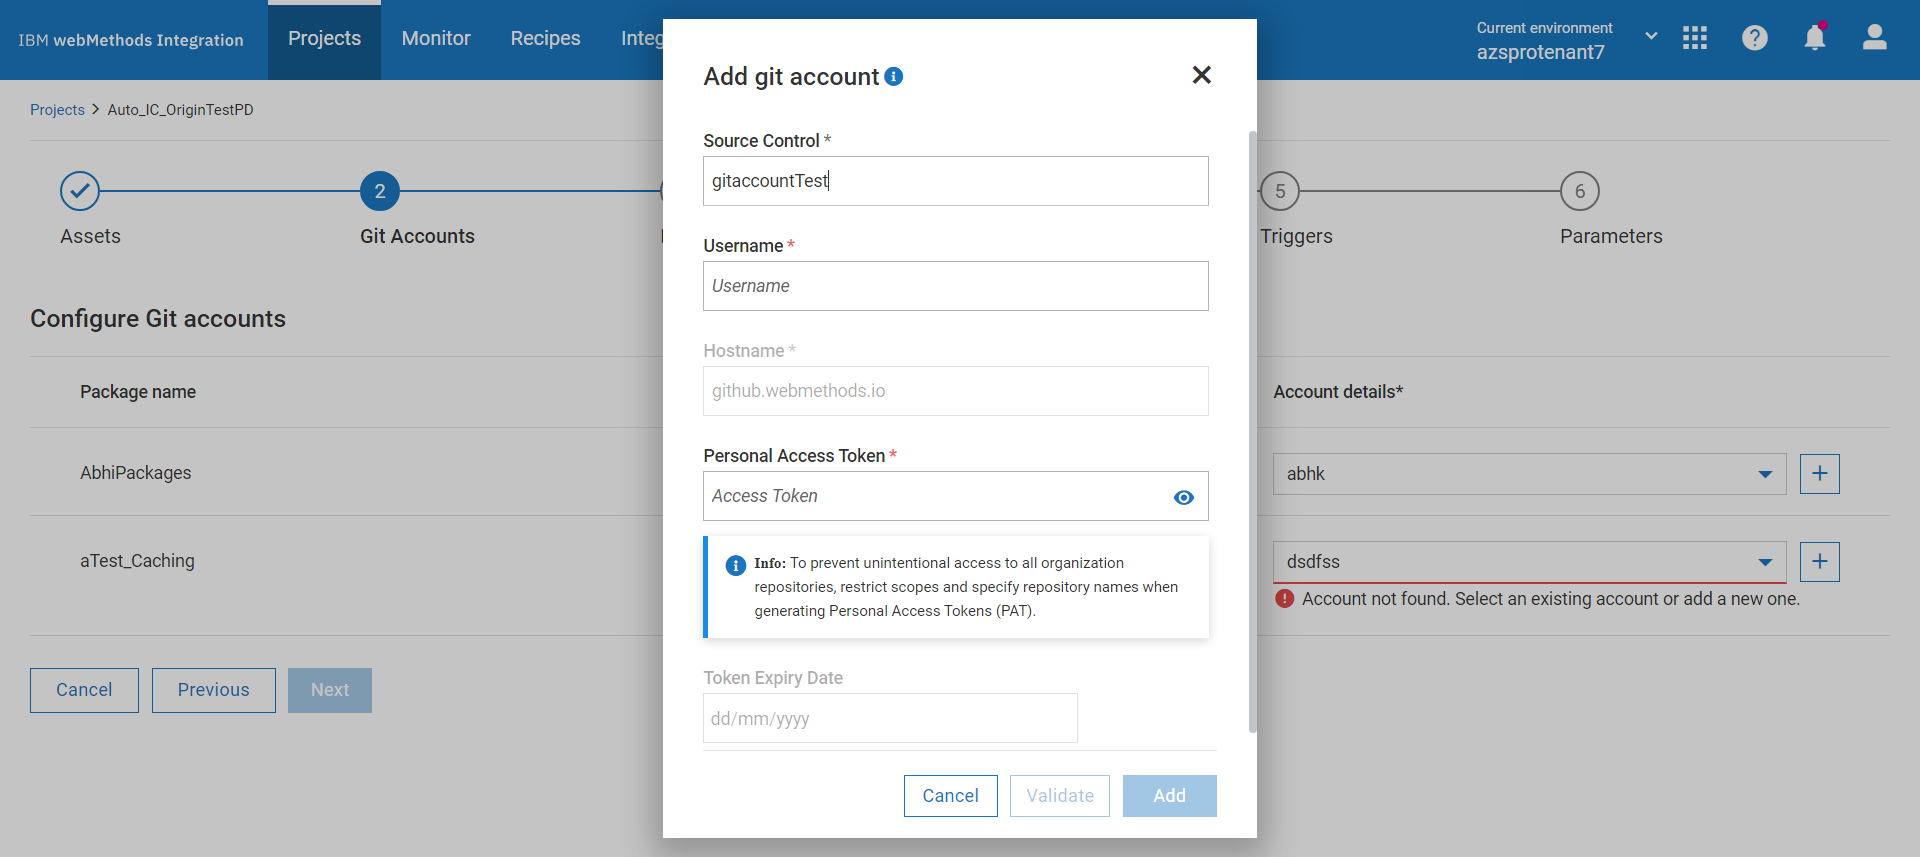 IBM webMethods Integration
Projects
Monitor
Recipes
Integ
Current environment
azsprotenant7
Projects > Auto_IC_OriginTestPD
Assets
2
Git Accounts
5
Triggers
6
Parameters
Configure Git accounts
Package name
Account details*
AbhiPackages
abhk
aTest_Caching
dsdfss
Account not found. Select an existing account or add a new one.
Cancel
Previous
Next
Add git account
Source Control *
gitaccountTest
Username *
Username
Hostname *
github.webmethods.io
Personal Access Token *
Access Token
Info: To prevent unintentional access to all organization
repositories, restrict scopes and specify repository names when
generating Personal Access Tokens (PAT).
Token Expiry Date
dd/mm/yyyy
Cancel
Validate
Add